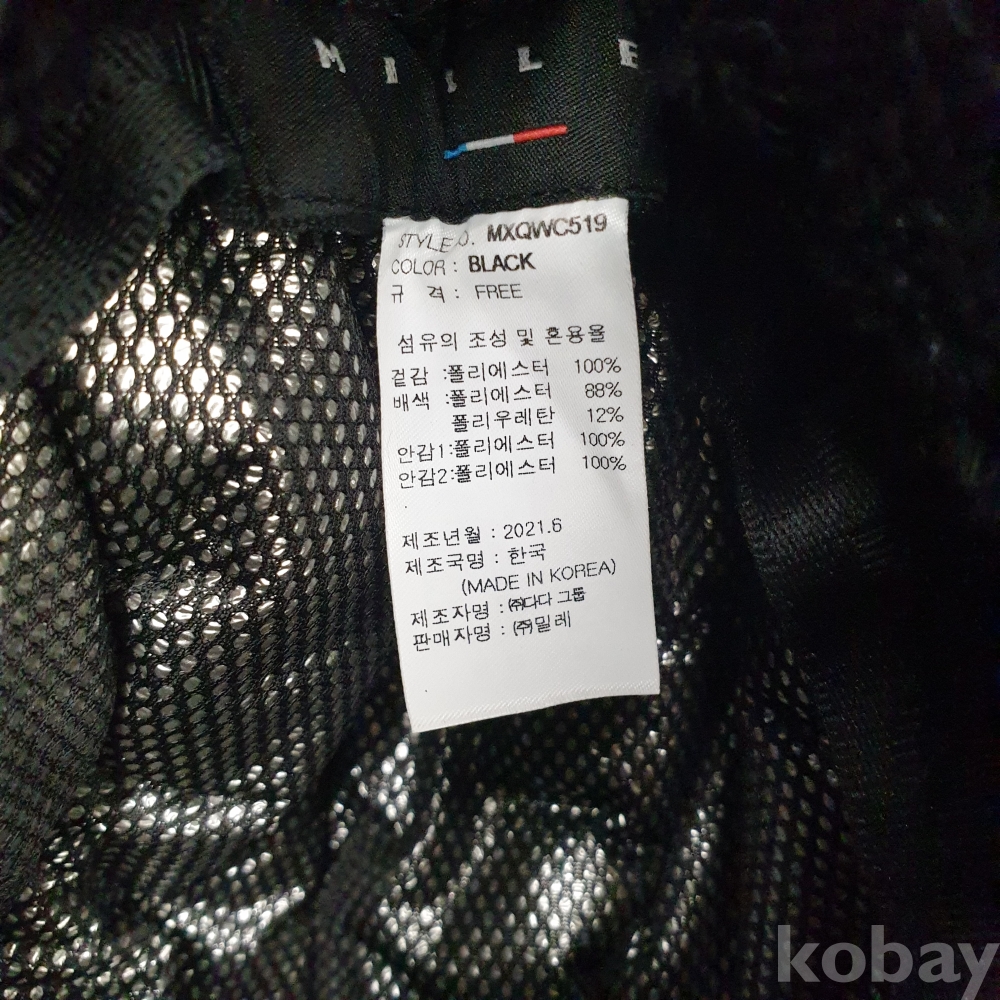 MILLE
STYLE O. MXQWC519
COLOR : BLACK
규 격 : FREE
섬유의 조성 및 혼용율
겉감 :폴리에스터 100%
배색 :폴리에스터 88%
폴리우레탄 12%
안감1:폴리에스터 100%
안감2:폴리에스터 100%
제조년월 : 2021.6
제조국명 : 한국
(MADE IN KOREA)
제조자명 : ㈜다다 그룹
판매자명 : ㈜밀레
kobay